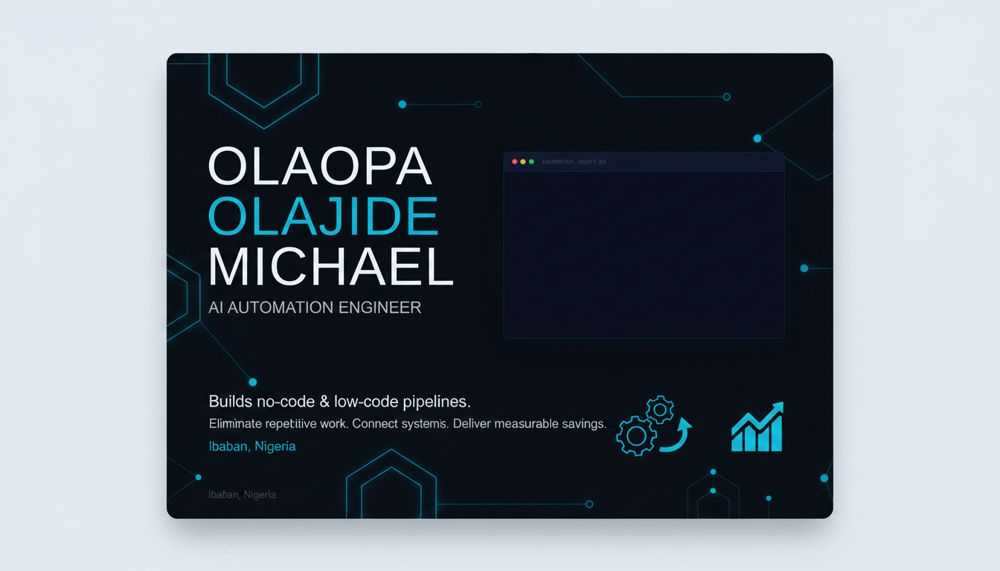 OLAOPA
OLAJIDE
MICHAEL
AI AUTOMATION ENGINEER
Builds no-code & low-code pipelines.
Elimimate repetitive work. Connect systems. Deliver measurable savings.
Ibaban, Nigeria
Ibaban, Nigeria